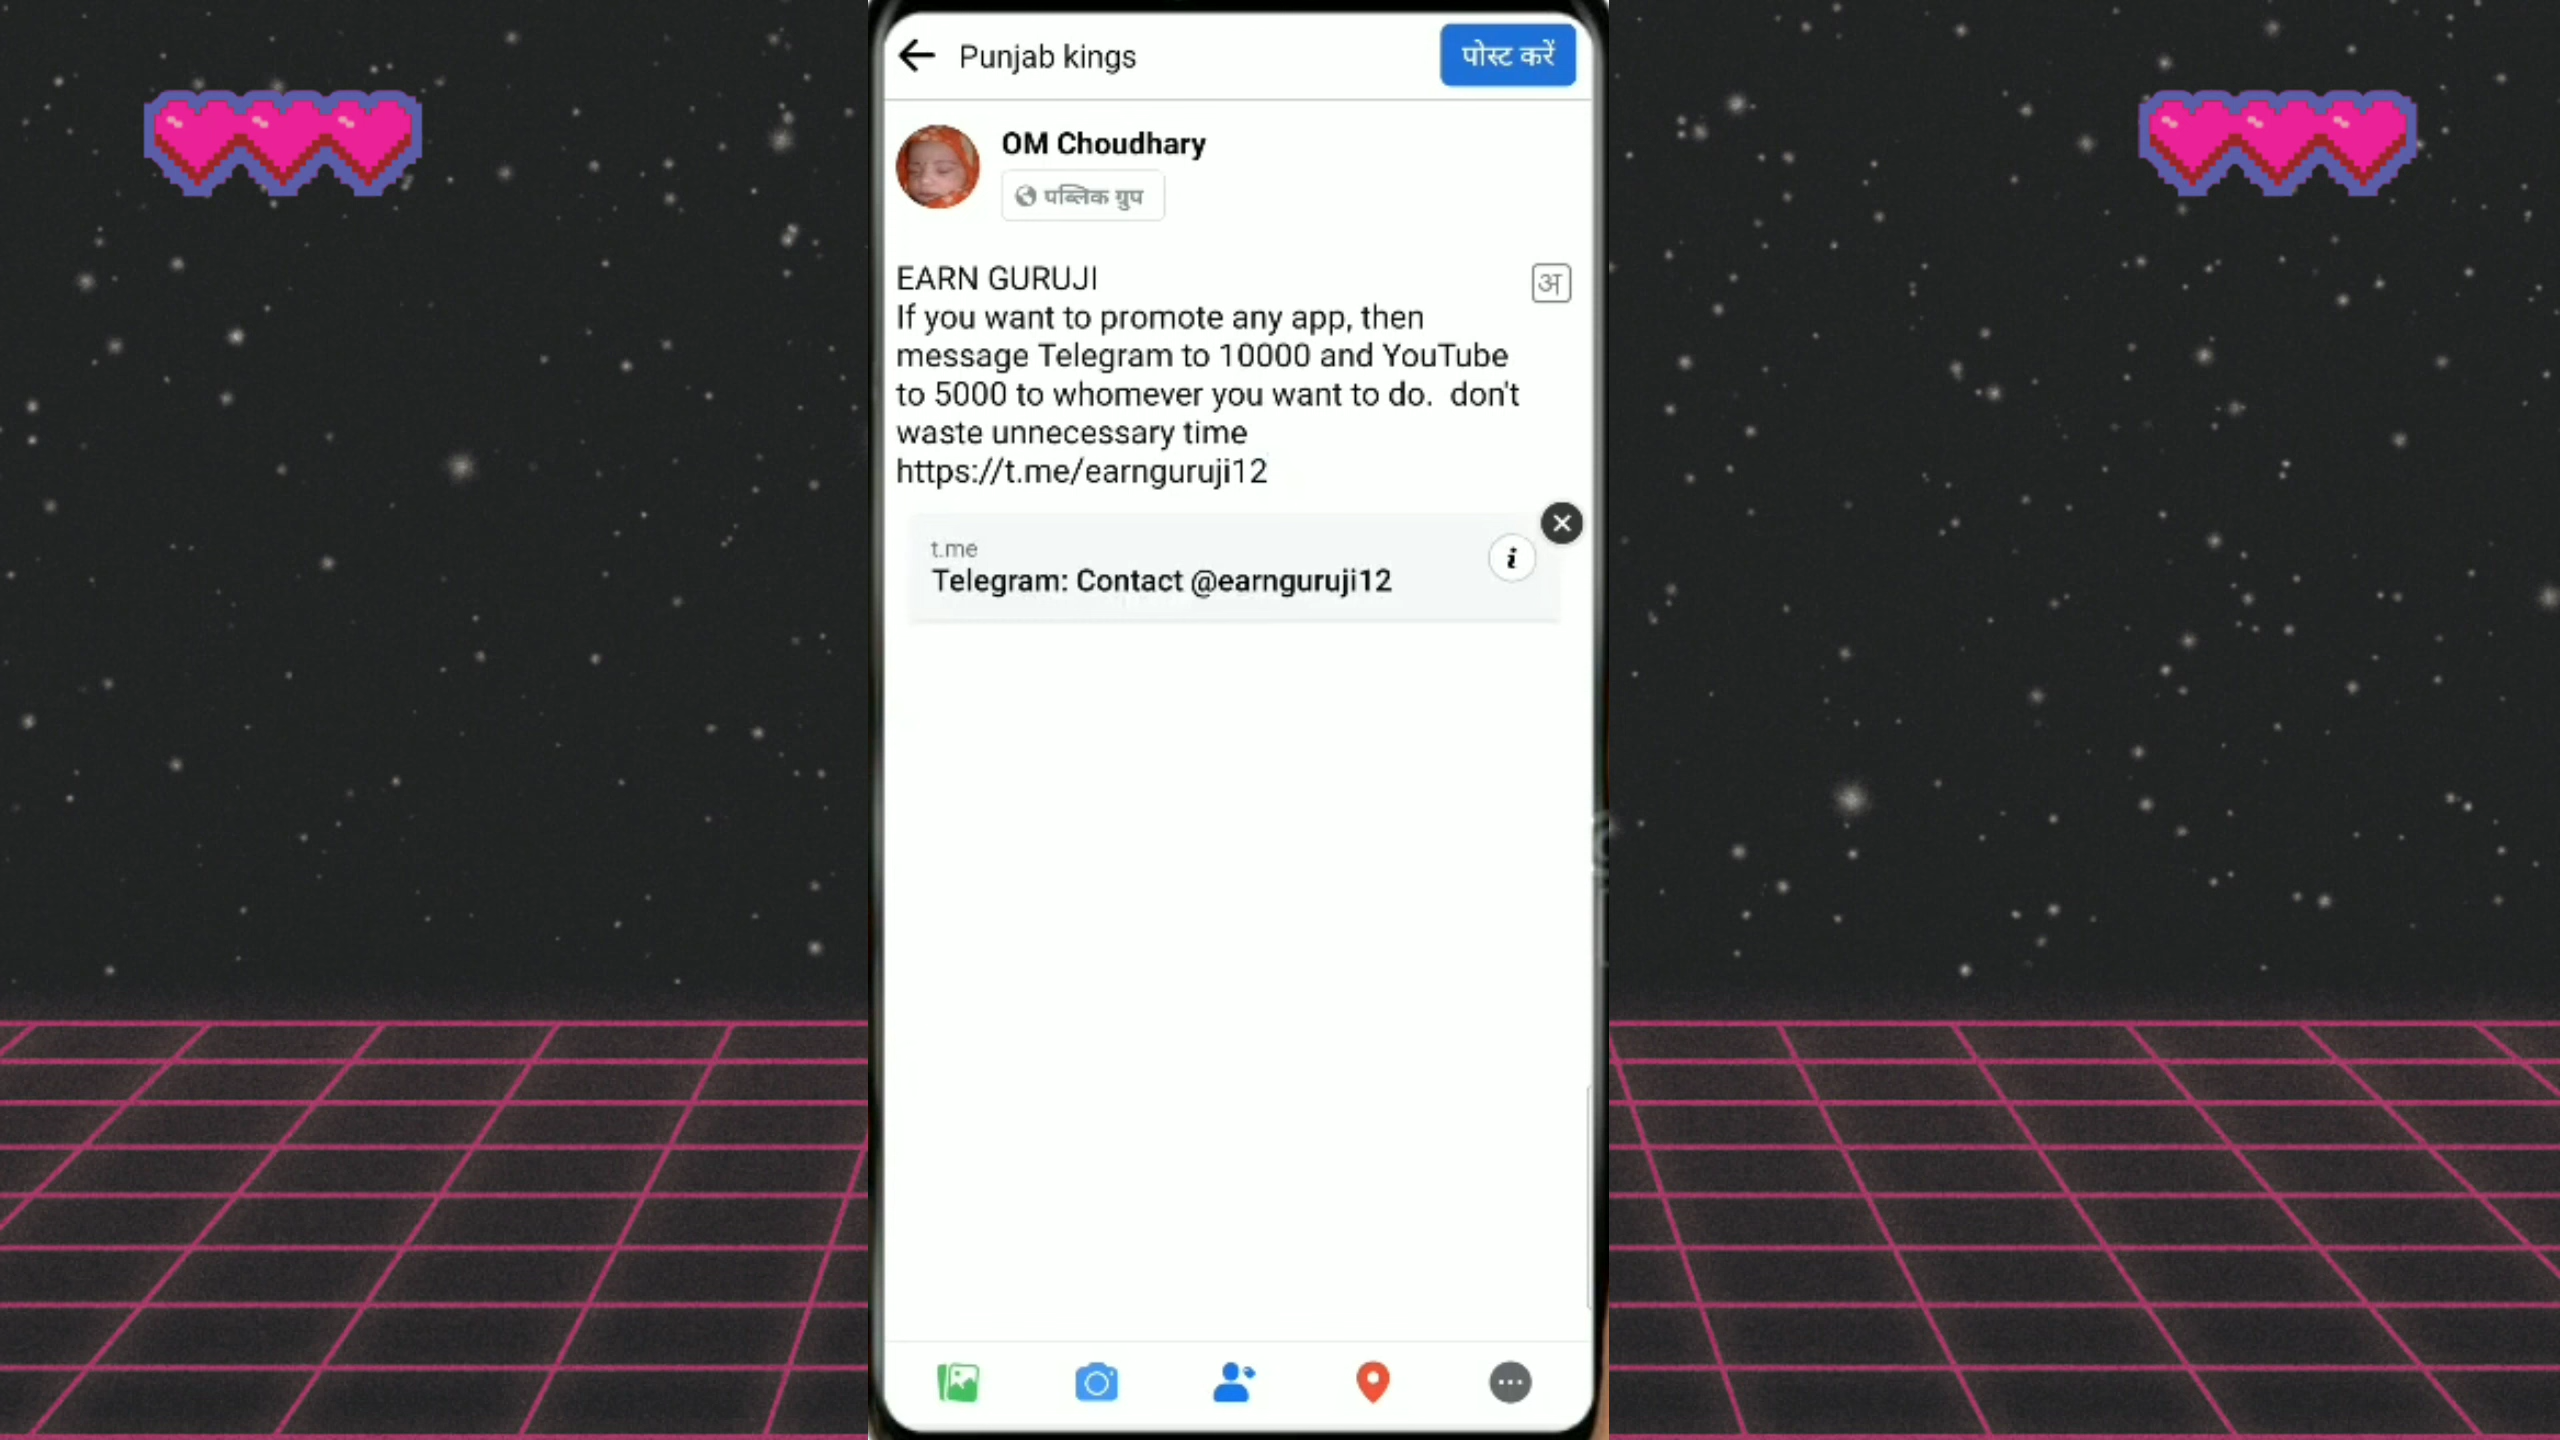 Punjab kings
पोस्ट करें
OM Choudhary
पब्लिक ग्रुप
EARN GURUJI
If you want to promote any app, then
message Telegram to 10000 and YouTube
to 5000 to whomever you want to do.  don't
waste unnecessary time
https://t.me/earnguruji12
अ
t.me
Telegram: Contact @earnguruji12